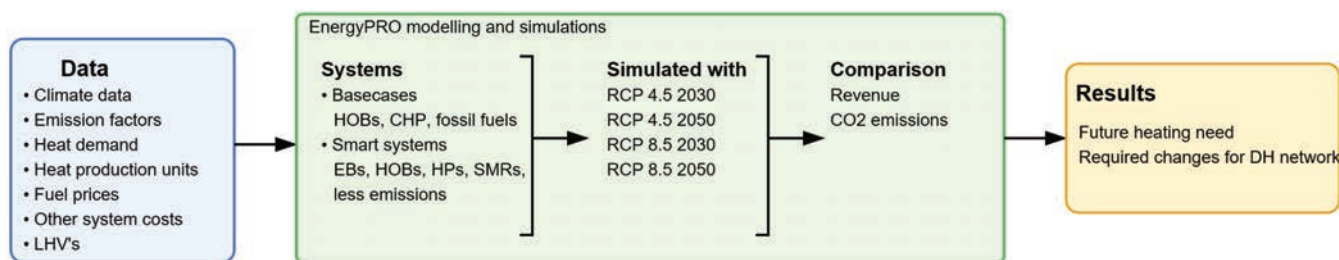 EnergyPRO modelling and simulations
Data
• Climate data
• Emission factors
• Heat demand
• Heat production units
• Fuel prices
• Other system costs
• LHV's
Systems
• Basecases
HOBs, CHP, fossil fuels
• Smart systems
EBs, HOBs, HPs, SMRs,
less emissions
Simulated with
RCP 4.5 2030
RCP 4.5 2050
RCP 8.5 2030
RCP 8.5 2050
Comparison
Revenue
CO2 emissions
Results
Future heating need
Required changes for DH network